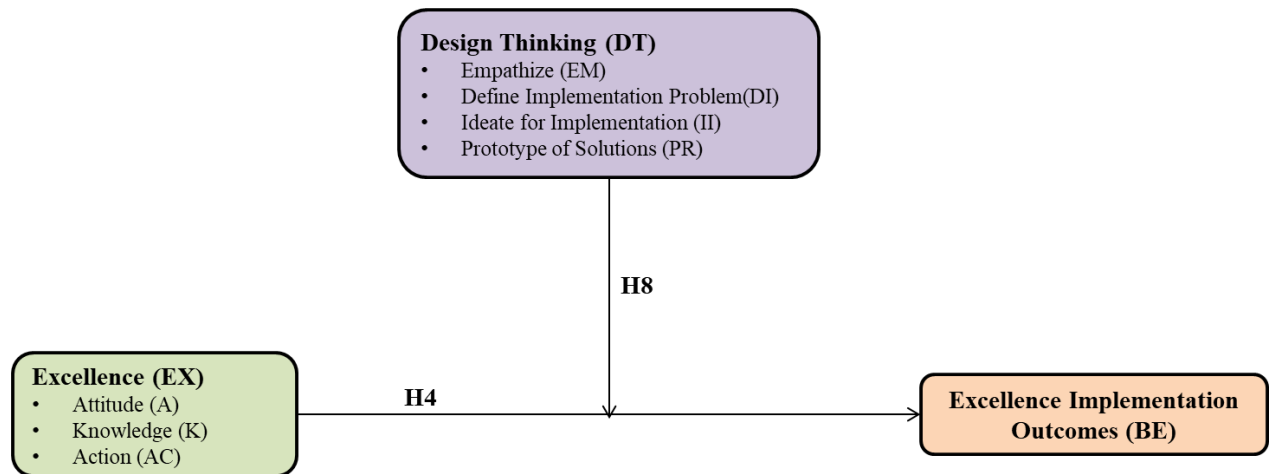 Design Thinking (DT)
• Empathize (EM)
• Define Implementation Problem(DI)
• Ideate for Implementation (II)
• Prototype of Solutions (PR)
H8
Excellence (EX)
• Attitude (A)
• Knowledge (K)
• Action (AC)
H4
Excellence Implementation
Outcomes (BE)